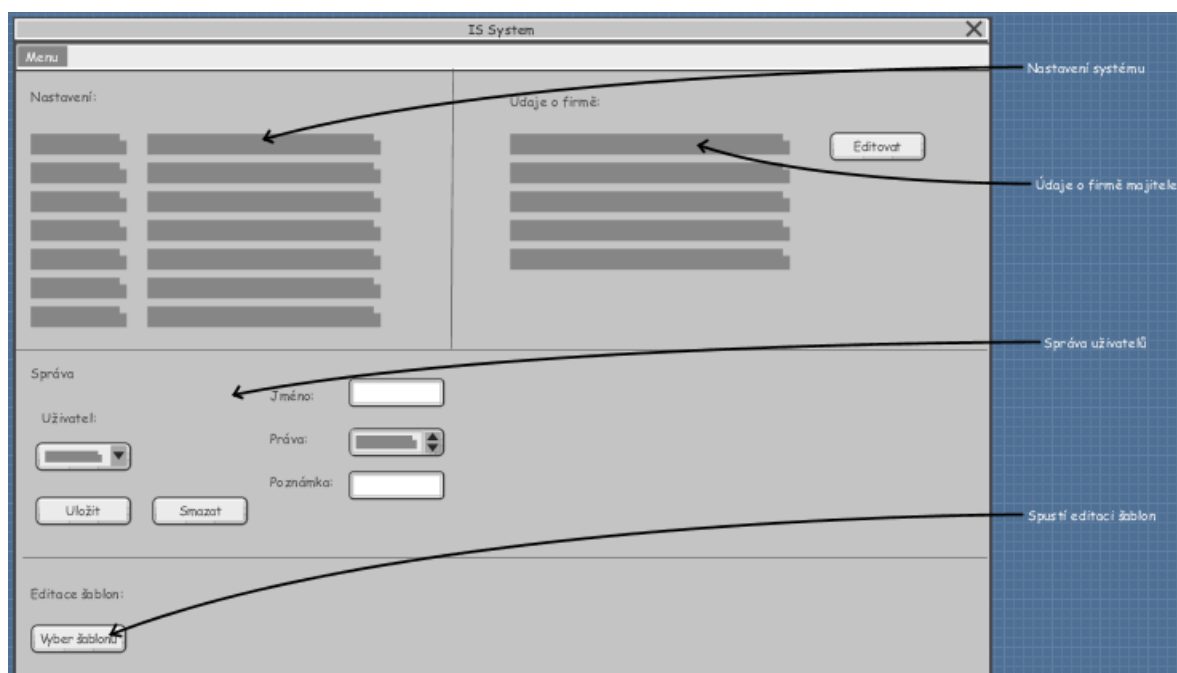 IS System
Menu
Nastavení systému
Nastavení:
Údaje o firmě:
Editovat
Údaje o firmě majitele
Správa uživatelů
Správa
Jméno:
Uživatel:
Práva:
Poznámka:
Uložit
Smazat
Spustí editaci šablon
Editace šablon:
Vyber šablonu